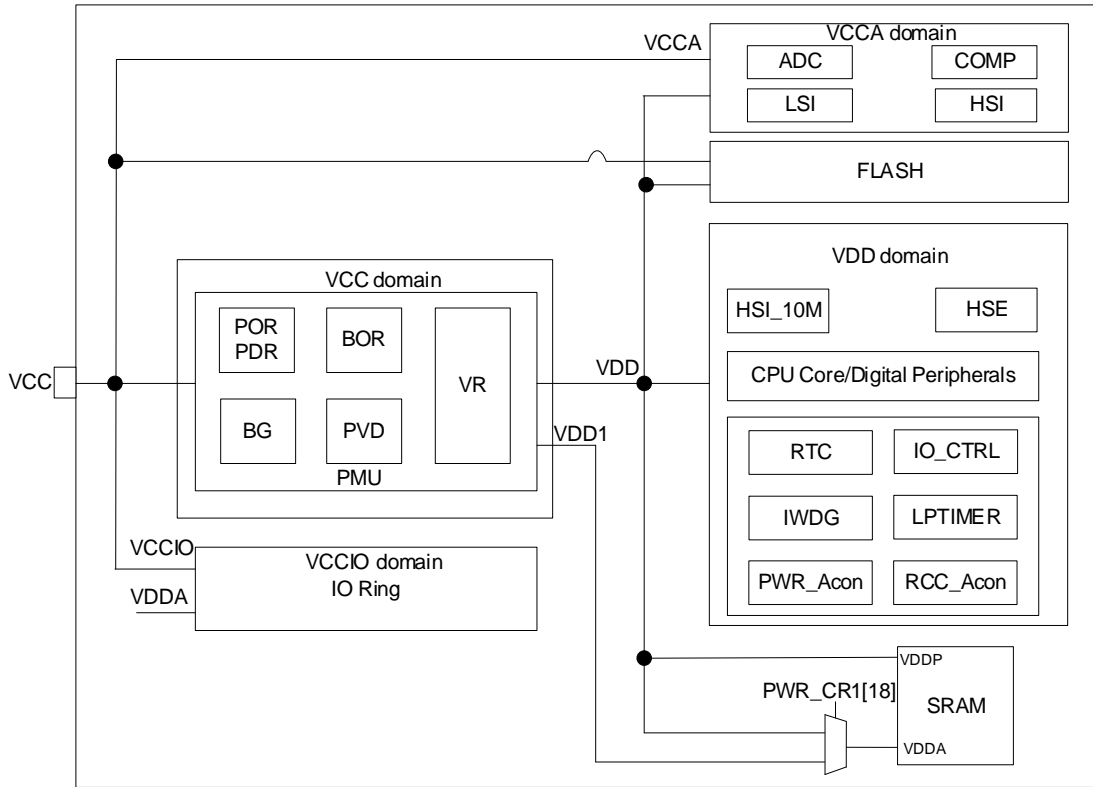 VCCA
VCCA domain
ADC
COMP
LSI
HSI
FLASH
VCC domain
POR
PDR
BOR
VR
BG
PVD
PMU
VCC
VDD
VDD1
VDD domain
HSI_10M
HSE
CPU Core/Digital Peripherals
RTC
IO_CTRL
IWDG
LPTIMER
PWR_Acon
RCC_Acon
VCCIO
VDDA
VCCIO domain
IO Ring
PWR_CR1[18]
VDDP
SRAM
VDDA